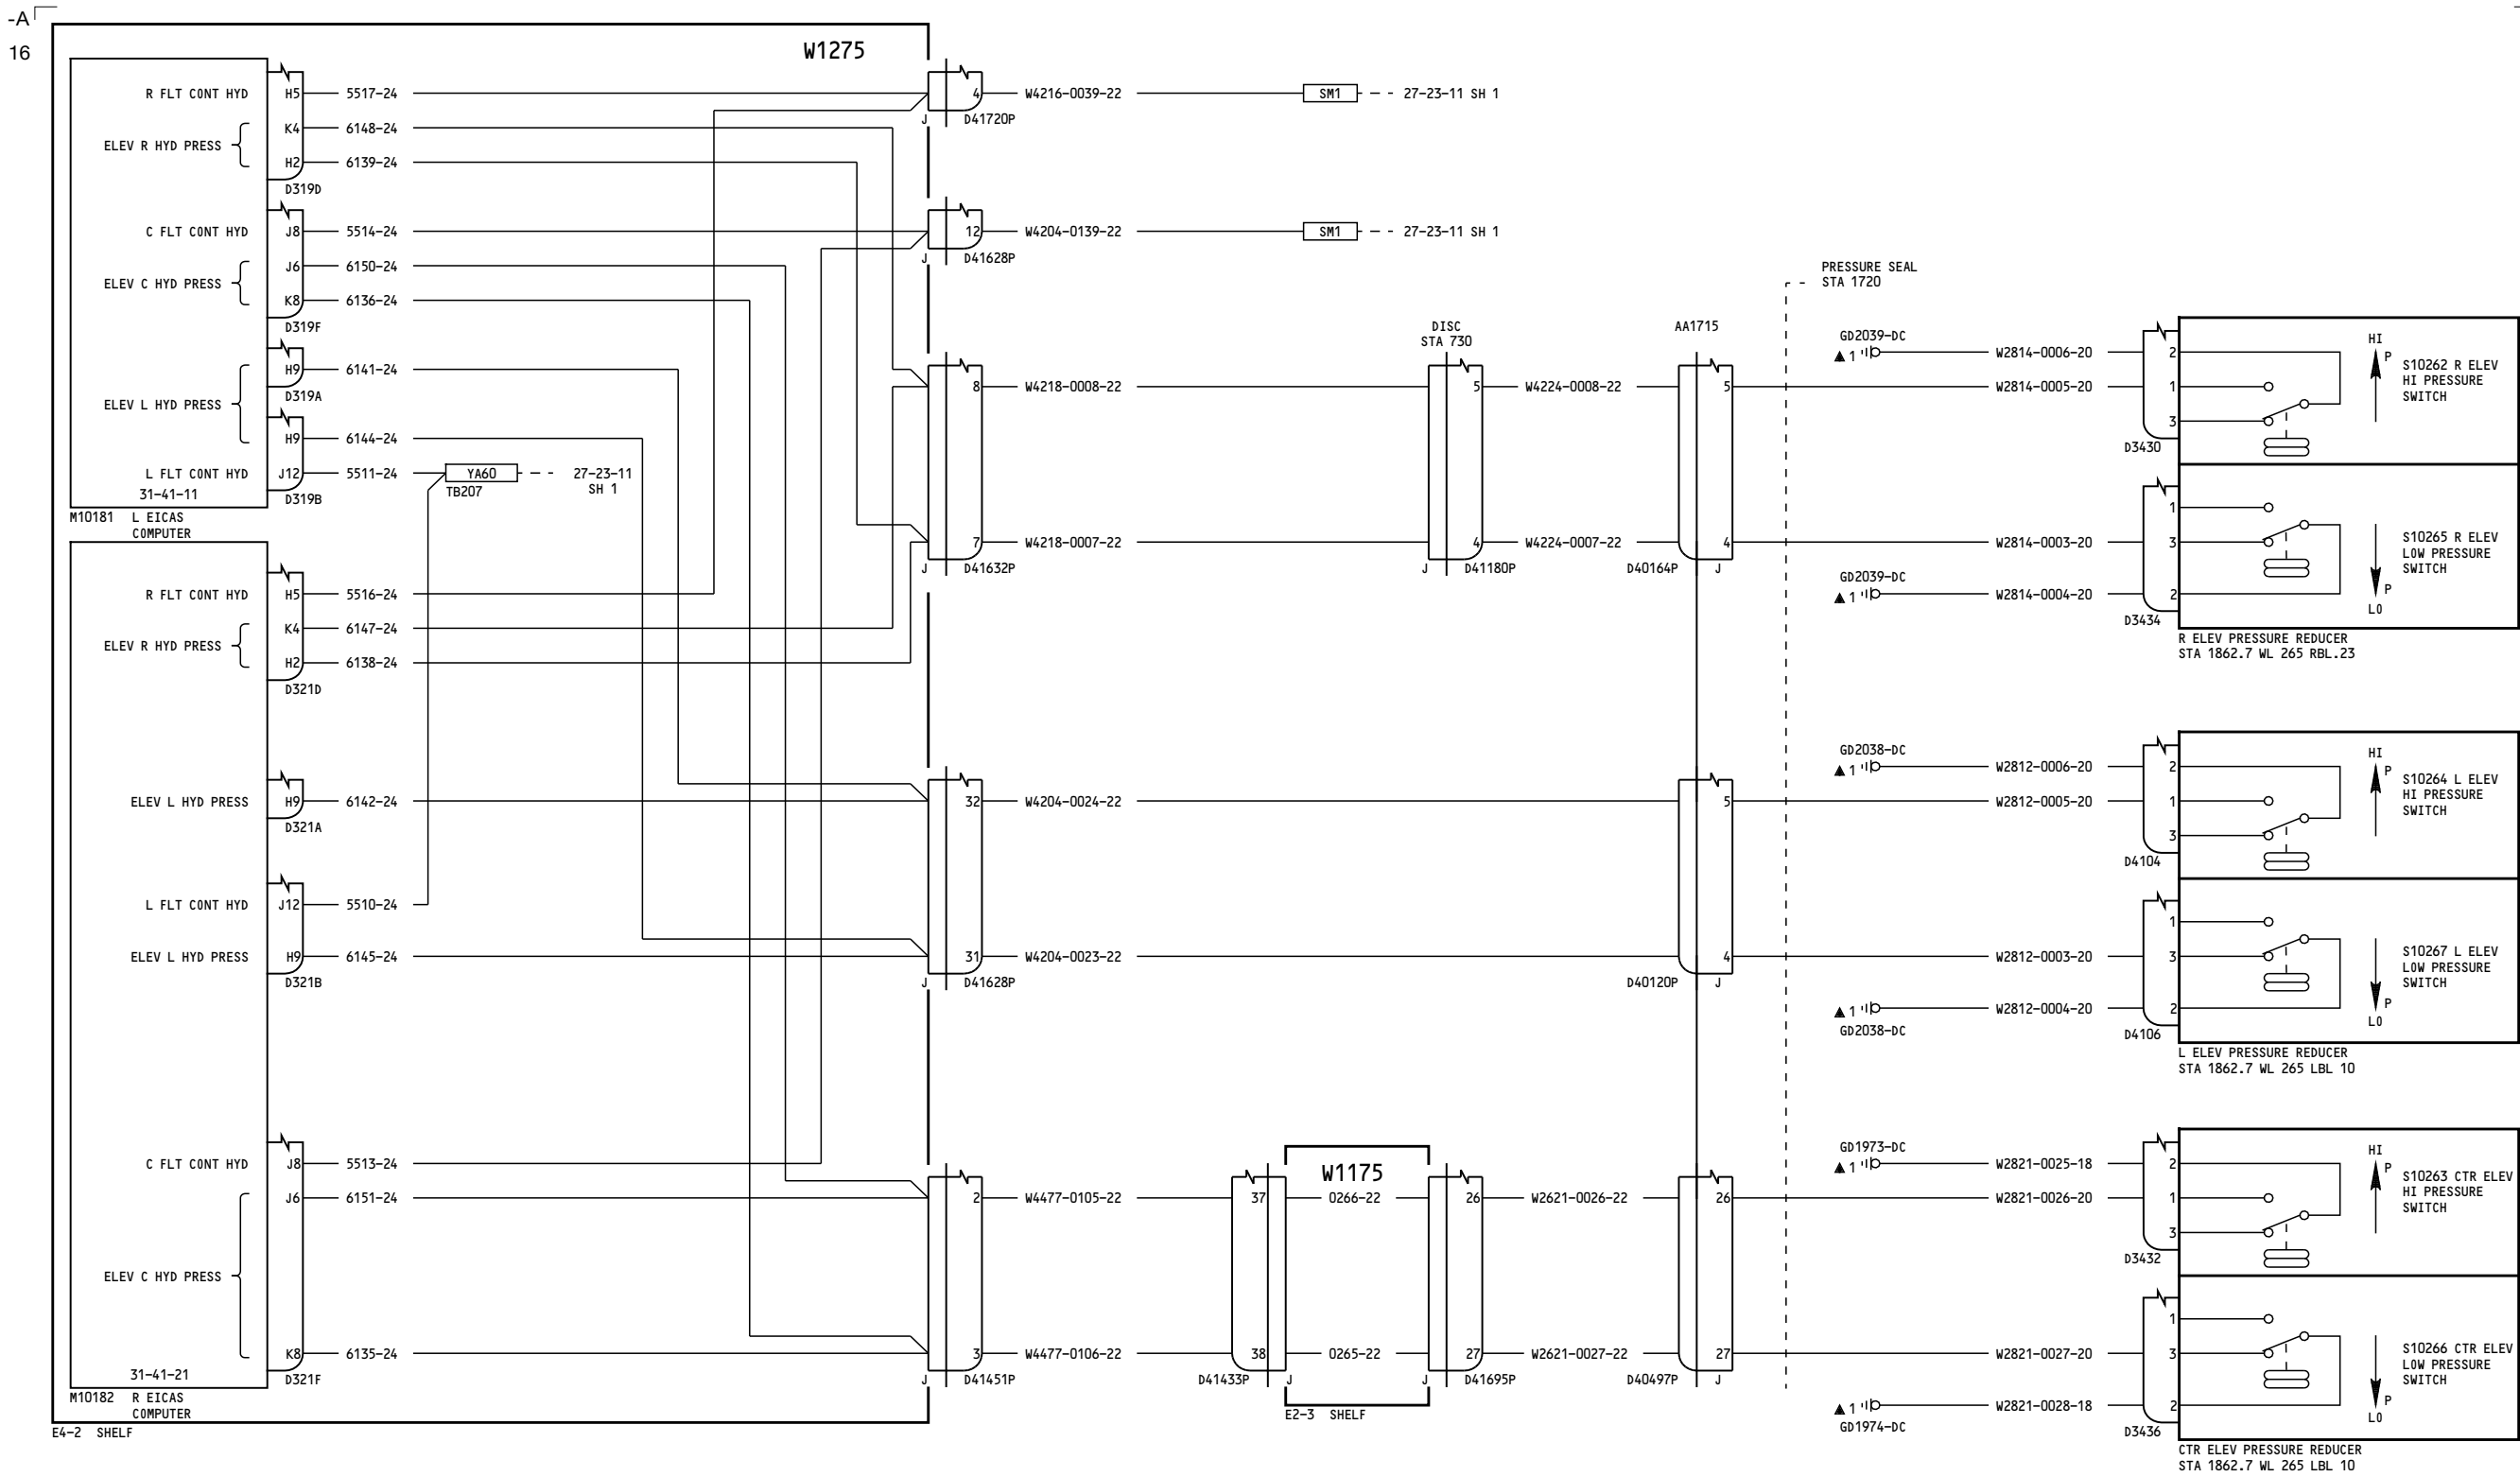 -A
16
W1275
R FLT CONT HYD H5 5517-24
4 W4216-0039-22 SM1 27-23-11 SH 1
J D41720P
K4 6148-24
ELEV R HYD PRESS
H2 6139-24
D319D
C FLT CONT HYD J8 5514-24
12 W4204-0139-22 SM1 27-23-11 SH 1
J D41628P
J6 6150-24
ELEV C HYD PRESS
K8 6136-24
D319F
H9 6141-24
D319A
ELEV L HYD PRESS
H9 6144-24
L FLT CONT HYD J12 5511-24
YA60
TB207
27-23-11
SH 1
31-41-11
D319B
M10181 L EICAS
COMPUTER
PRESSURE SEAL
STA 1720
DISC
STA 730
AA1715
GD2039-DC
1
W2814-0006-20 2
8 W4218-0008-22 5 W4224-0008-22 5 W2814-0005-20 1
3
D3430
HI
P
S10262 R ELEV
HI PRESSURE
SWITCH
1
7 W4218-0007-22 4 W4224-0007-22 4 W2814-0003-20 3
J D41632P
J D41180P
D40164P J
GD2039-DC
1
W2814-0004-20 2
D3434
S10265 R ELEV
LOW PRESSURE
SWITCH
P
LO
R ELEV PRESSURE REDUCER
STA 1862.7 WL 265 RBL.23
R FLT CONT HYD H5 5516-24
K4 6147-24
ELEV R HYD PRESS
H2 6138-24
D321D
GD2038-DC
1
W2812-0006-20 2
ELEV L HYD PRESS H9 6142-24
D321A
32 W4204-0024-22 5 W2812-0005-20 1
3
D4104
HI
P
S10264 L ELEV
HI PRESSURE
SWITCH
L FLT CONT HYD J12 5510-24
1
ELEV L HYD PRESS H9 6145-24
D321B
31 W4204-0023-22 4 W2812-0003-20 3
J D41628P
D40120P J
1
GD2038-DC
W2812-0004-20 2
D4106
S10267 L ELEV
LOW PRESSURE
SWITCH
P
LO
L ELEV PRESSURE REDUCER
STA 1862.7 WL 265 LBL 10
C FLT CONT HYD J8 5513-24
W1175
GD1973-DC
1
W2821-0025-18 2
J6 6151-24
2 W4477-0105-22 37 0266-22 26 W2621-0026-22 26 W2821-0026-20 1
3
D3432
HI
P
S10263 CTR ELEV
HI PRESSURE
SWITCH
ELEV C HYD PRESS
1
K8 6135-24
3 W4477-0106-22 38 0265-22 27 W2621-0027-22 27 W2821-0027-20 3
31-41-21
D321F
J D41451P
D41433P J
J D41695P
D40497P J
M10182 R EICAS
COMPUTER
E2-3 SHELF
1
GD1974-DC
W2821-0028-18 2
D3436
S10266 CTR ELEV
LOW PRESSURE
SWITCH
P
LO
E4-2 SHELF
CTR ELEV PRESSURE REDUCER
STA 1862.7 WL 265 LBL 10